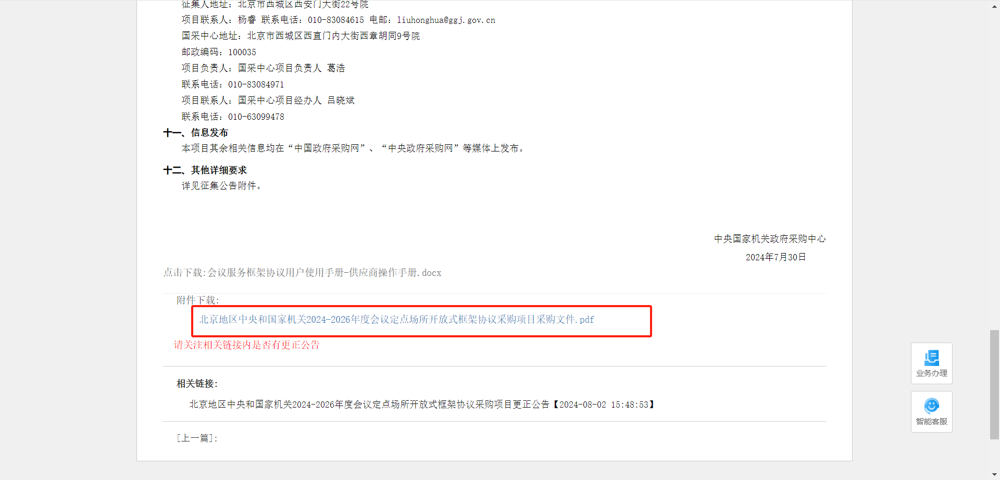 征集人地址：北京市西城区西安门大街22号院
项目联系人：杨睿 联系电话：010-83084615 电邮：liuhonghua@ggj.gov.cn
国采中心地址：北京市西城区西直门内大街西章胡同9号院
邮政编码：100035
项目负责人：国采中心项目负责人 葛浩
联系电话：010-83084971
项目联系人：国采中心项目经办人 吕晓斌
联系电话：010-63099478
十一、信息发布
本项目其余相关信息均在“中国政府采购网”、“中央政府采购网”等媒体上发布。
十二、其他详细要求
详见征集公告附件。
中央国家机关政府采购中心
2024年7月30日
点击下载:会议服务框架协议用户使用手册-供应商操作手册.docx
附件下载:
北京地区中央和国家机关2024-2026年度会议定点场所开放式框架协议采购项目采购文件.pdf
请关注相关链接内是否有更正公告
相关链接:
北京地区中央和国家机关2024-2026年度会议定点场所开放式框架协议采购项目更正公告【2024-08-02 15:48:53】
[上一篇]:
业务办理
智能客服